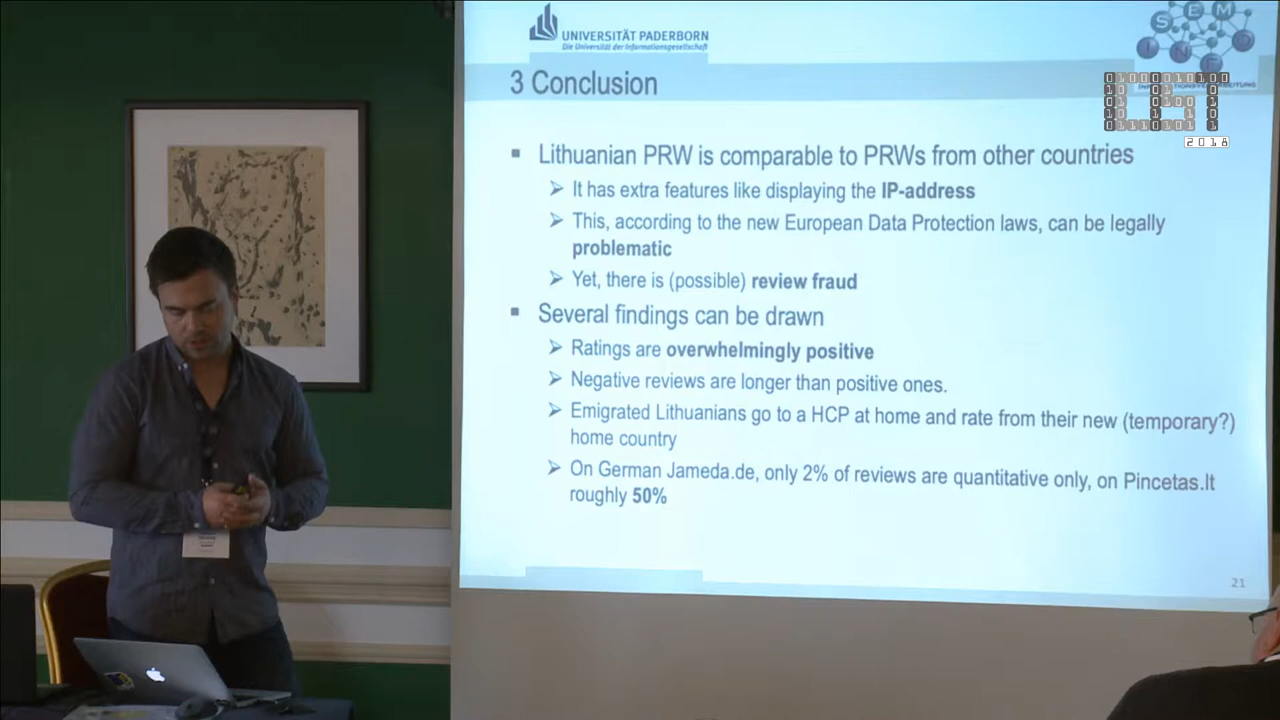 UNIVERSITÄT PADERBORN
Die Universität der Informationsgesellschaft
S E M
I N F O
3 Conclusion
0100001010
2018
Lithuanian PRW is comparable to PRWs from other countries
It has extra features like displaying the IP-address
This, according to the new European Data Protection laws, can be legally
problematic
Yet, there is (possible) review fraud
Several findings can be drawn
Ratings are overwhelmingly positive
Negative reviews are longer than positive ones.
Emigrated Lithuanians go to a HCP at home and rate from their new (temporary?)
home country
On German Jameda.de, only 2% of reviews are quantitative only, on Pincetas.lt
roughly 50%
21